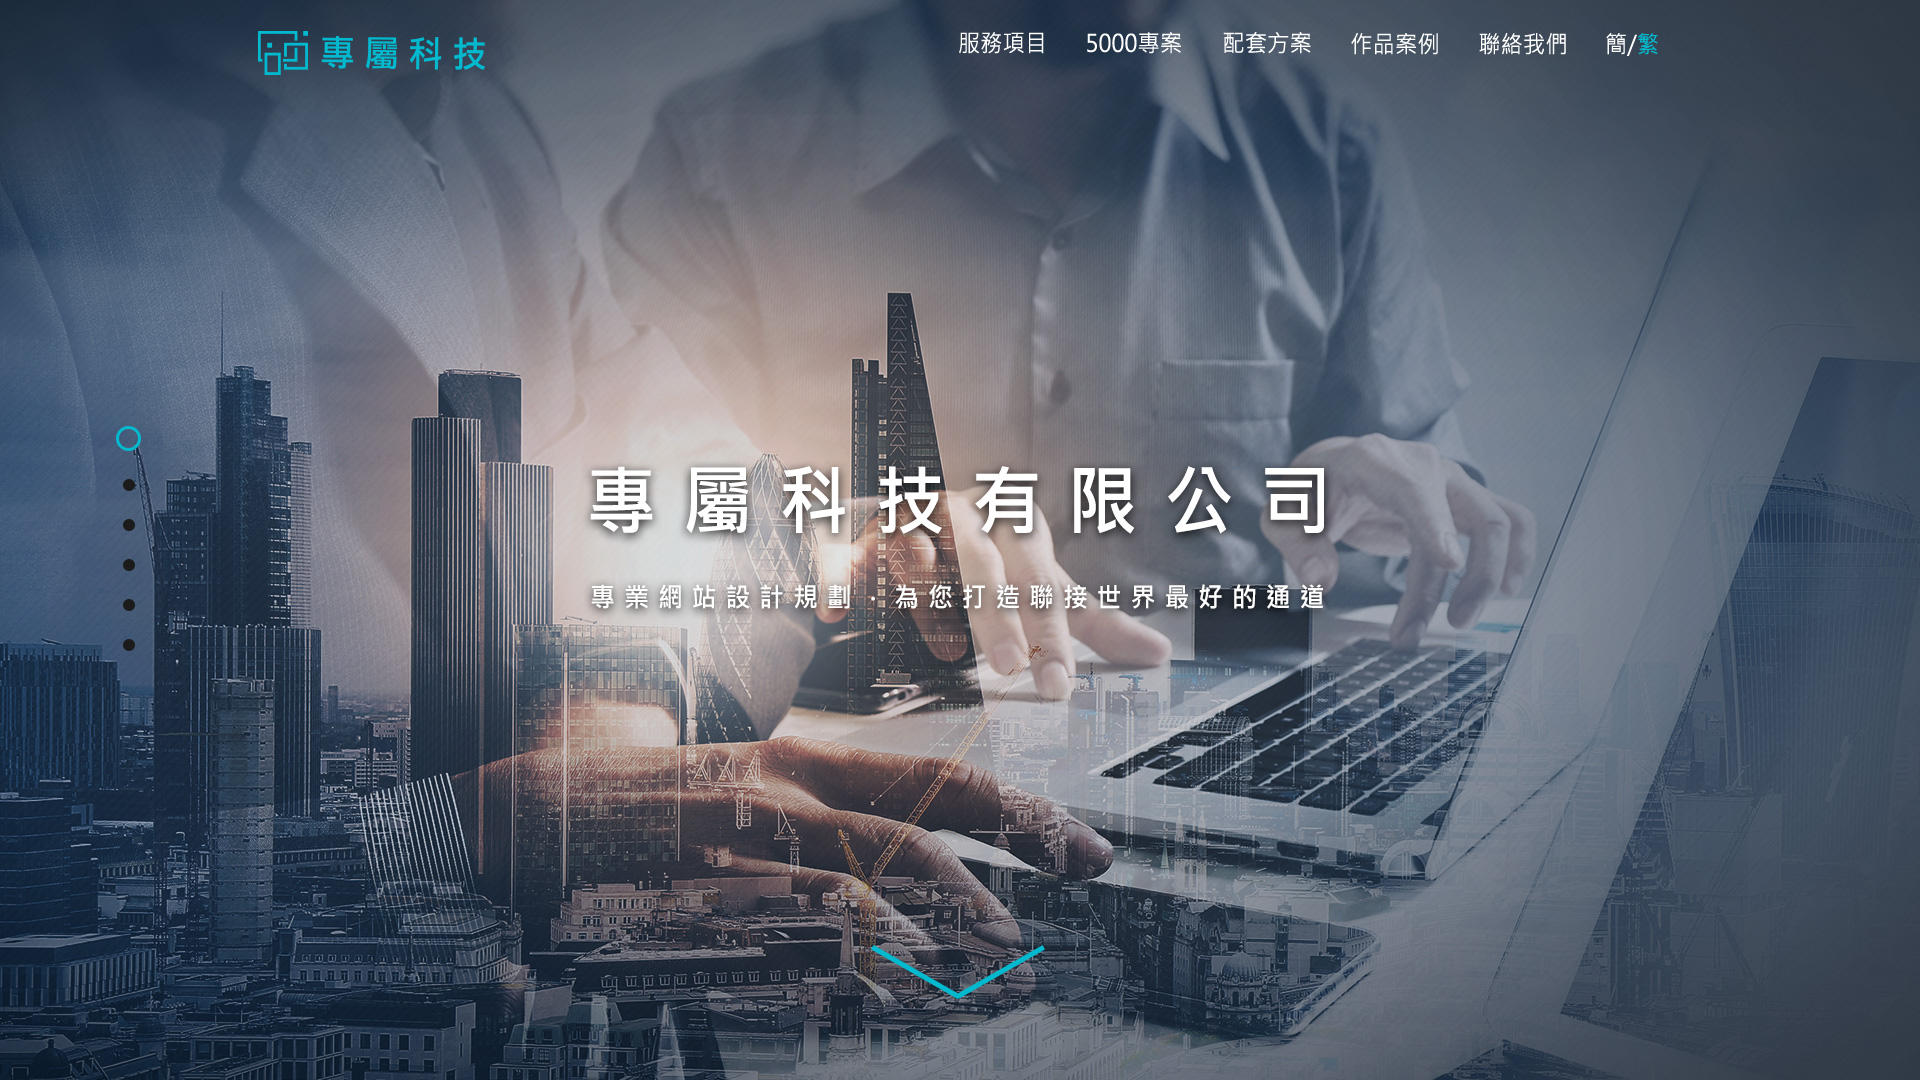 專屬科技
服務項目
5000專案
配套方案
作品案例
聯絡我們
簡/繁
專屬科技有限公司
專業網站設計規劃 · 為您打造聯接世界最好的通道